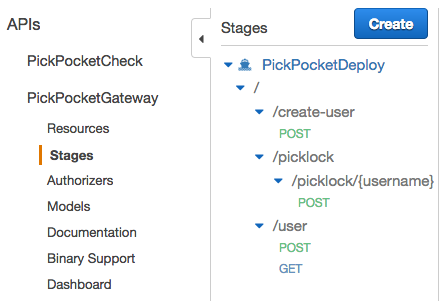 APIs
PickPocketCheck
PickPocketGateway
Resources
Stages
Authorizers
Models
Documentation
Binary Support
Dashboard
Stages
Create
PickPocketDeploy
/
/create-user
POST
/picklock
/picklock/{username}
POST
/user
POST
GET